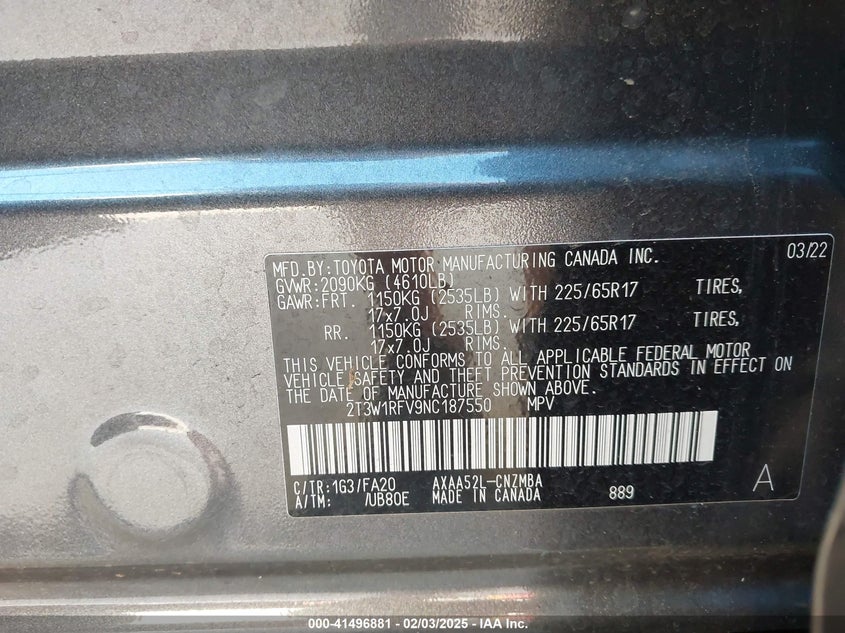 03/22
MFD.BY:TOYOTA MOTOR MANUFACTURING CANADA INC.
GVWR:2090KG (4610LB)
GAWR:FRT. 1150KG (2535LB) WITH 225/65R17 TIRES,
17x7.0J RIMS.
RR. 1150KG (2535LB) WITH 225/65R17 TIRES,
17x7.0J RIMS.
THIS VEHICLE CONFORMS TO ALL APPLICABLE FEDERAL MOTOR
VEHICLE SAFETY AND THEFT PREVENTION STANDARDS IN EFFECT ON
THE DATE OF MANUFACTURE SHOWN ABOVE.
2T3W1RFV9NC187550 MPV
C/TR:1G3/FA20 AXAA52L-CNZMBA
A/TM: /UB80E MADE IN CANADA 889 A
000-41496881 - 02/03/2025 - IAA Inc.